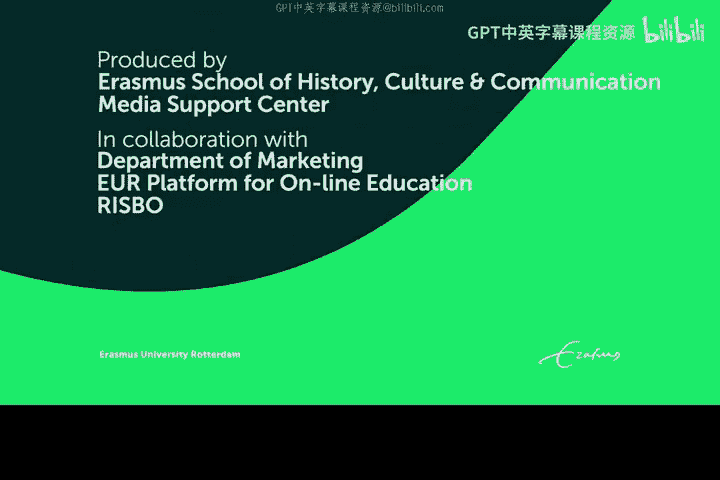 GPT中英字幕课程资源@bilibili.com
GPT中英字幕课程资源 bilibili
Produced by
Erasmus School of History, Culture & Communication
Media Support Center
In collaboration with
Department of Marketing
EUR Platform for On-line Education
RISBO
Erasmus University Rotterdam
Erasmus